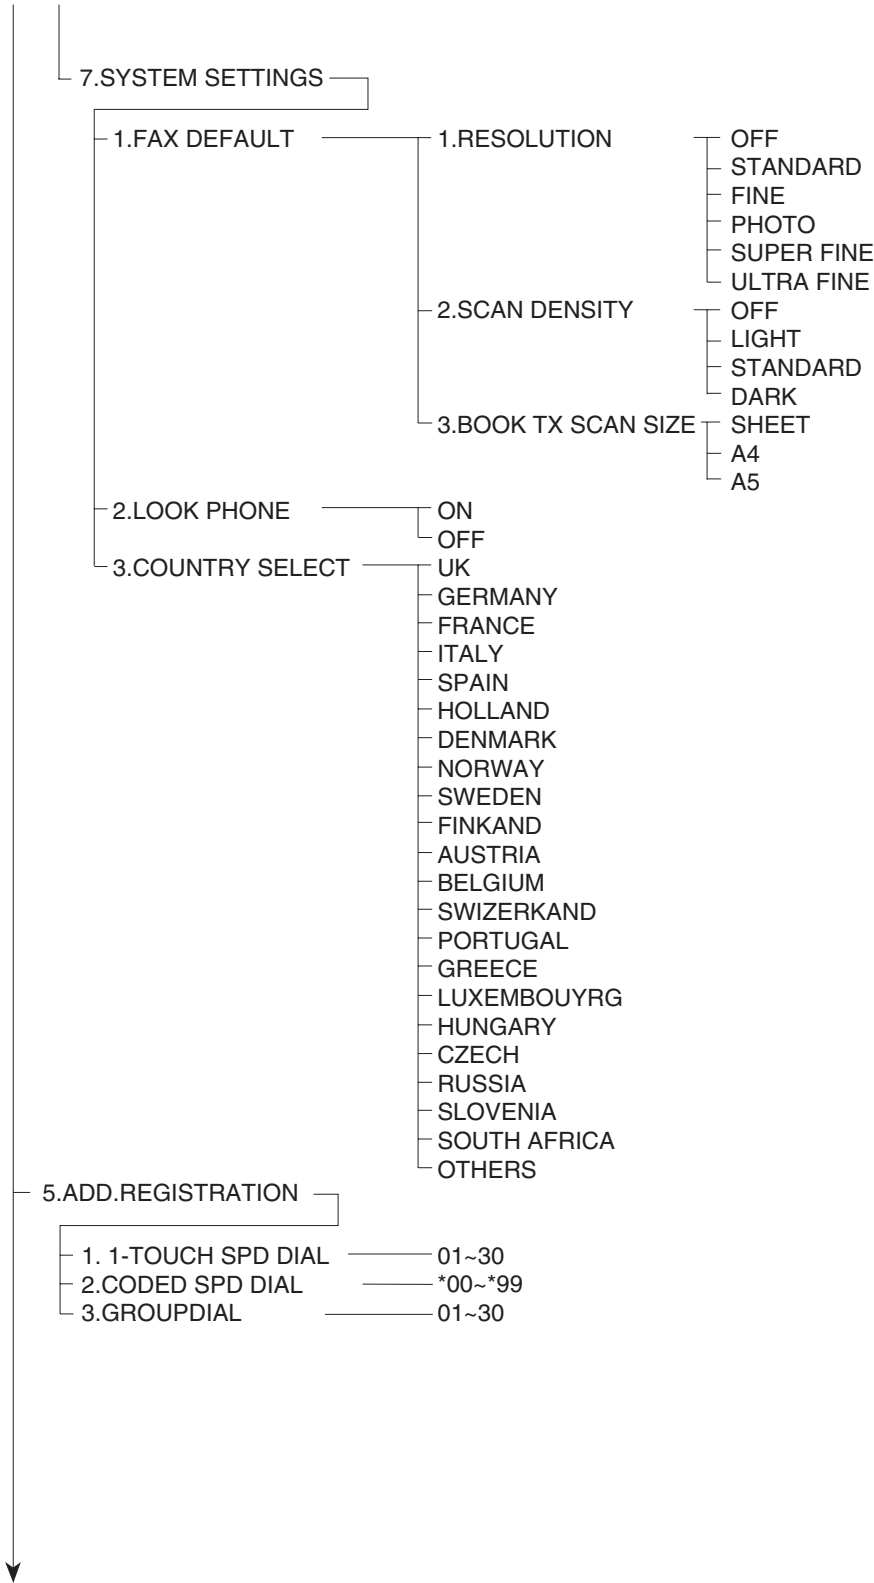 7.SYSTEM SETTINGS
1.FAX DEFAULT 1.RESOLUTION OFF
STANDARD
FINE
PHOTO
SUPER FINE
ULTRA FINE
2.SCAN DENSITY OFF
LIGHT
STANDARD
DARK
3.BOOK TX SCAN SIZE SHEET
A4
A5
2.LOOK PHONE ON
OFF
3.COUNTRY SELECT UK
GERMANY
FRANCE
ITALY
SPAIN
HOLLAND
DENMARK
NORWAY
SWEDEN
FINKAND
AUSTRIA
BELGIUM
SWIZERKAND
PORTUGAL
GREECE
LUXEMBOUYRG
HUNGARY
CZECH
RUSSIA
SLOVENIA
SOUTH AFRICA
OTHERS
5.ADD.REGISTRATION
1. 1-TOUCH SPD DIAL 01~30
2.CODED SPD DIAL *00~*99
3.GROUPDIAL 01~30